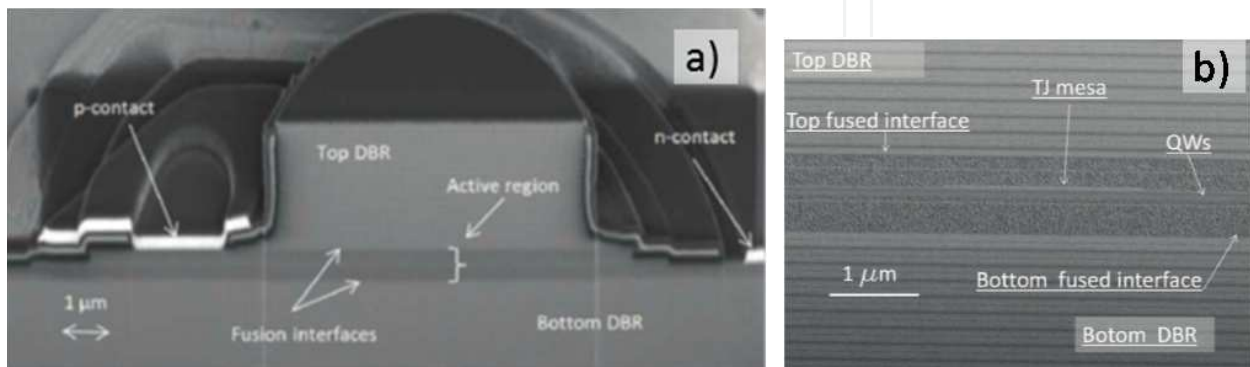 a)
p-contact
n-contact
Top DBR
Active region
1 μm
Fusion interfaces
Bottom DBR
b)
Top DBR
TJ mesa
Top fused interface
QWs
1 μm
Bottom fused interface
Botom DBR